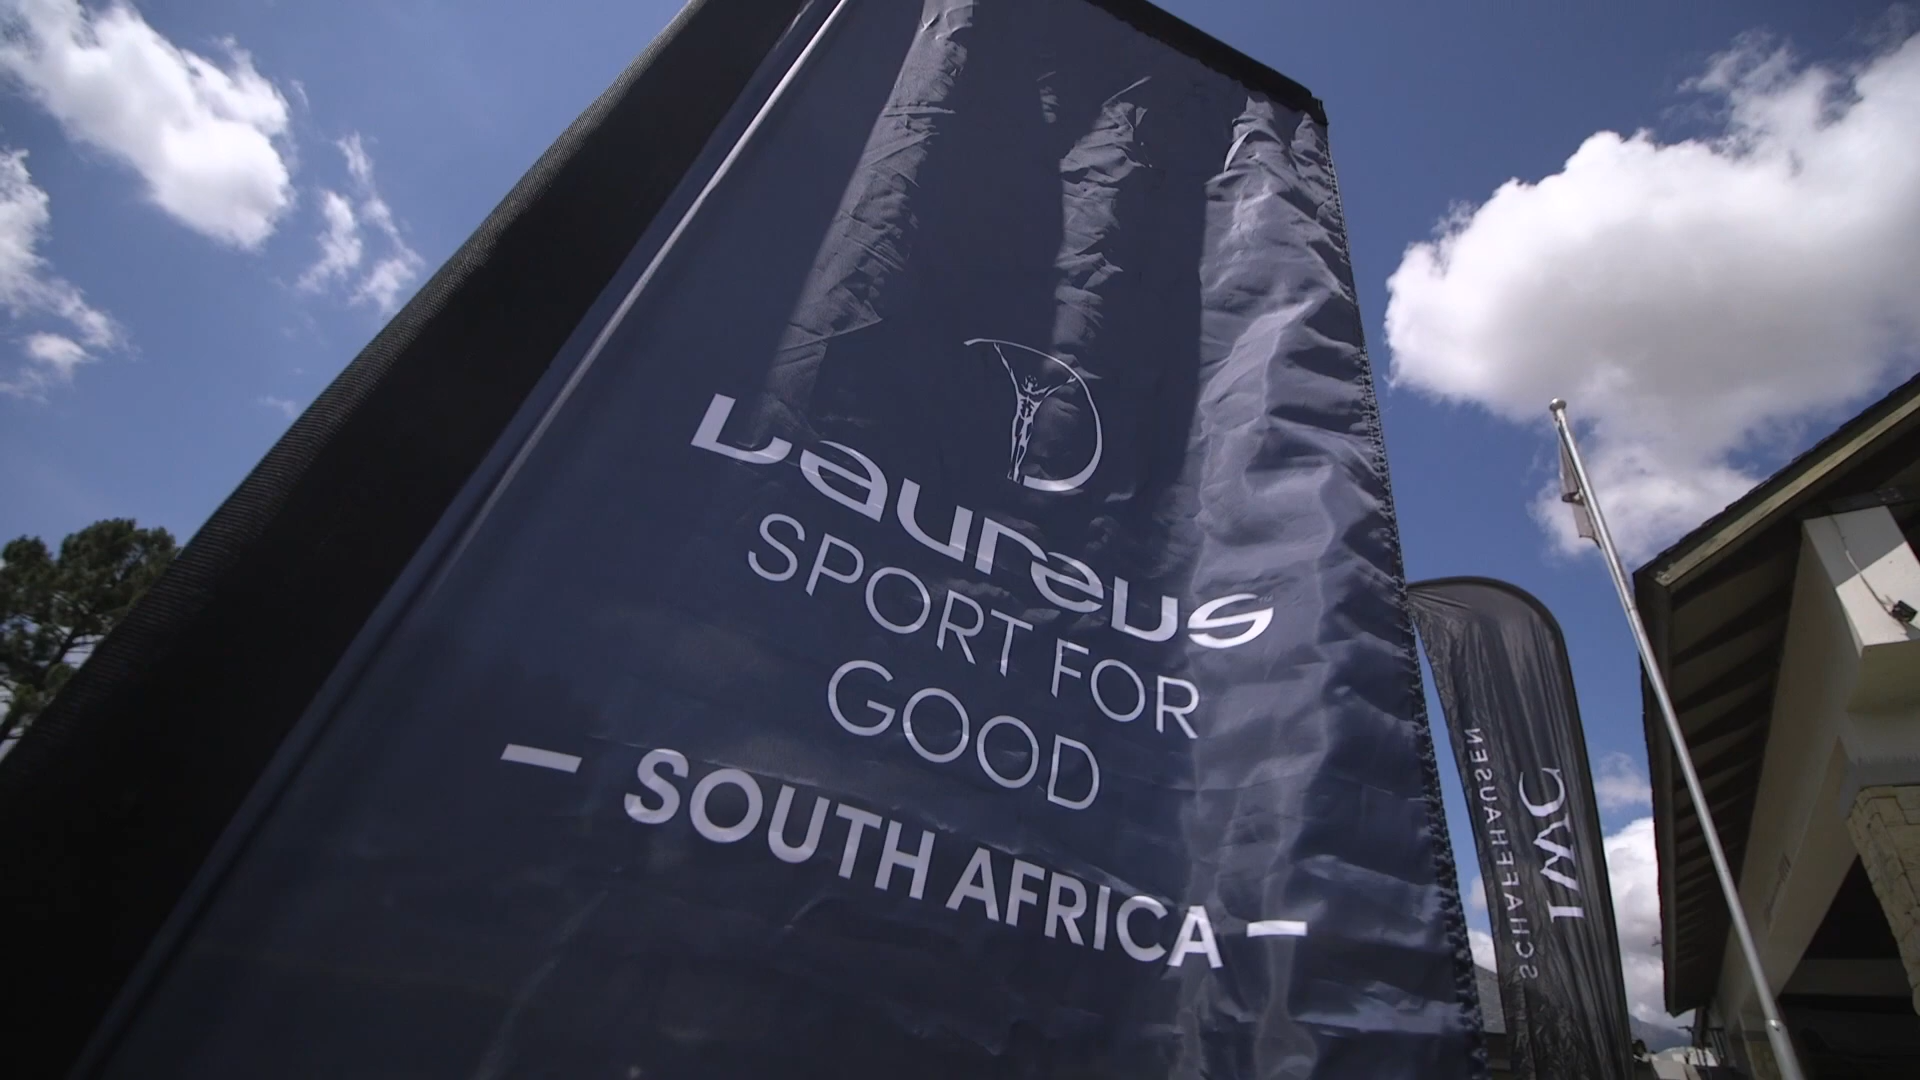 Laureus
SPORT FOR
GOOD
– SOUTH AFRICA –
IWC
SCHAFFHAUSEN